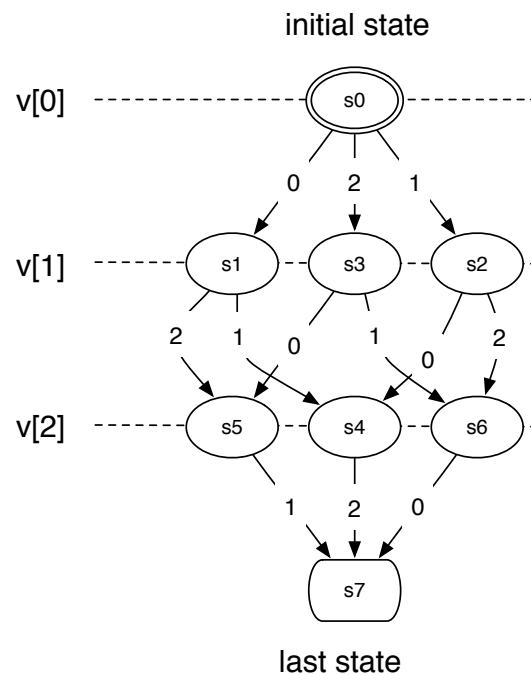 initial state
v[0] s0
0 2 1
v[1] s1 s3 s2
2 1 0 1 0 2
v[2] s5 s4 s6
1 2 0
s7
last state